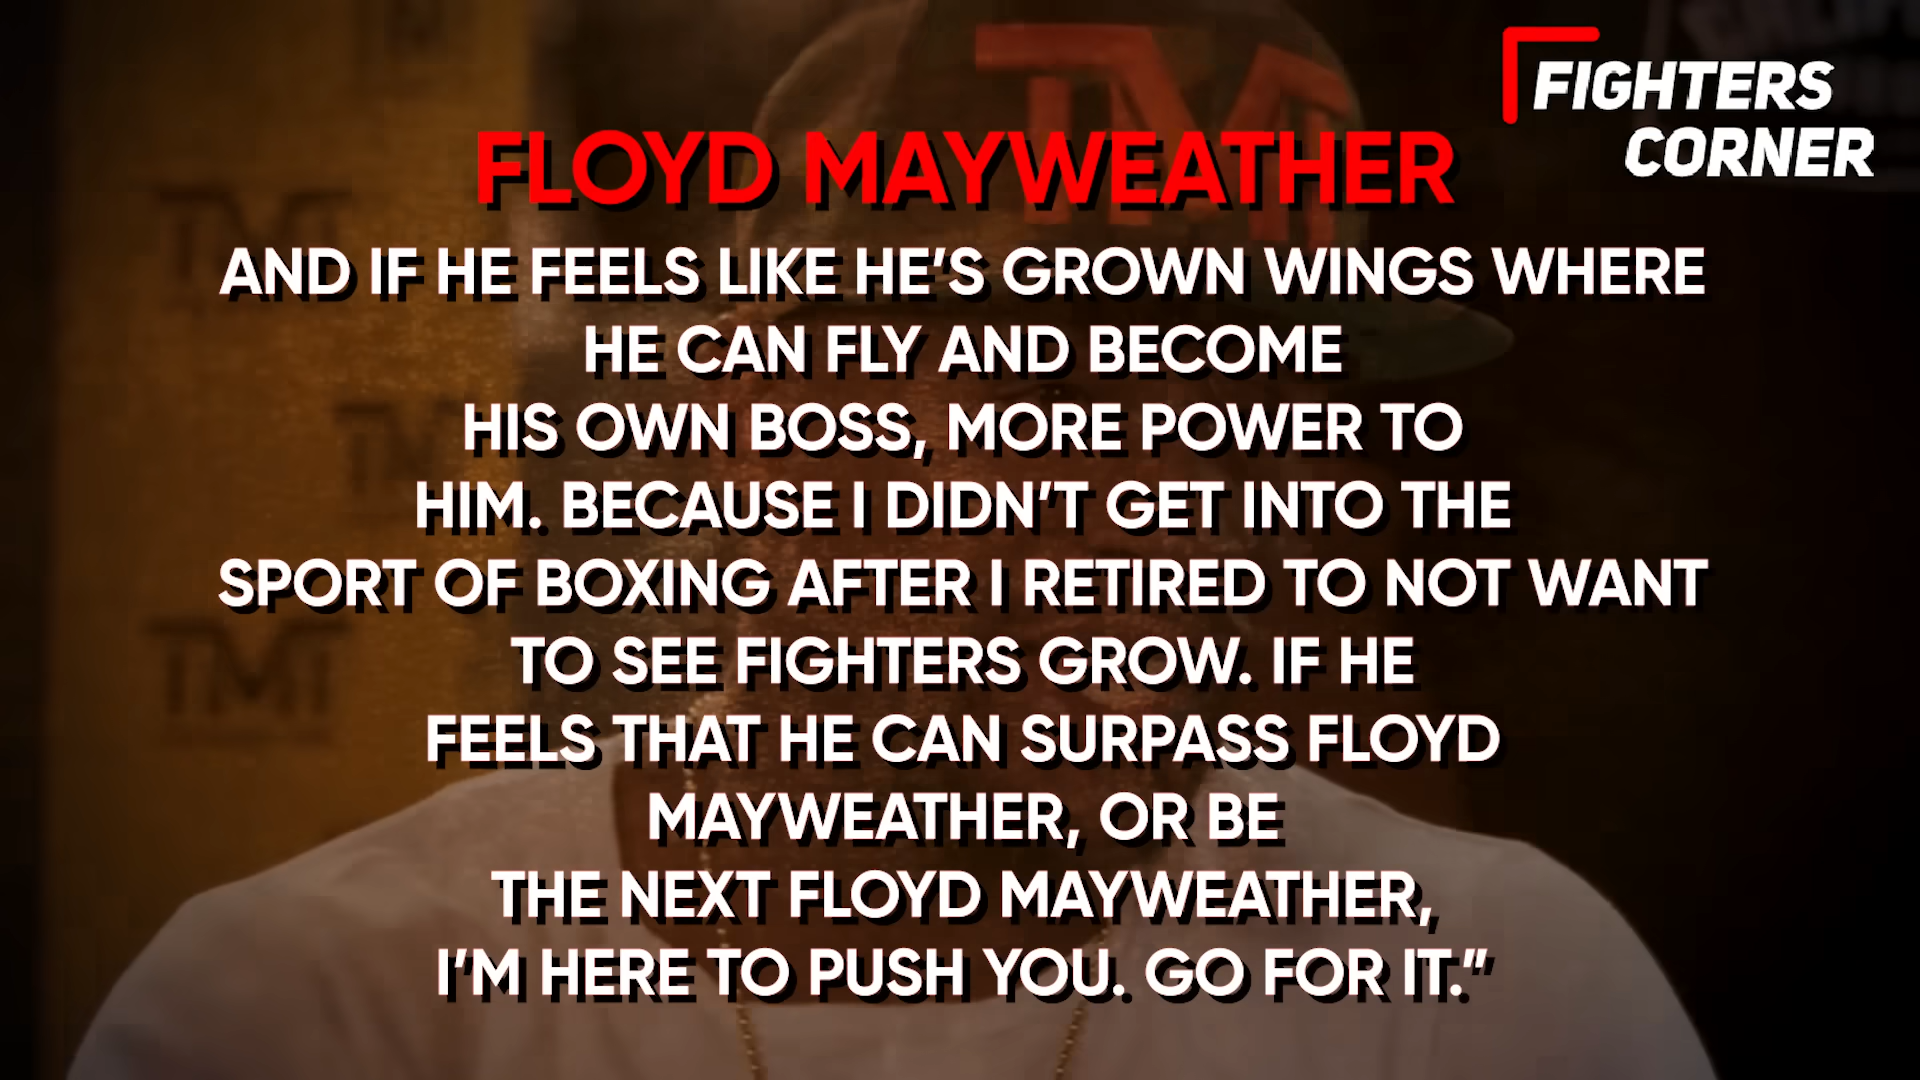 TMT
FIGHTERS
CORNER
FLOYD MAYWEATHER
AND IF HE FEELS LIKE HE'S GROWN WINGS WHERE
HE CAN FLY AND BECOME
HIS OWN BOSS, MORE POWER TO
HIM. BECAUSE I DIDN'T GET INTO THE
SPORT OF BOXING AFTER I RETIRED TO NOT WANT
TO SEE FIGHTERS GROW. IF HE
FEELS THAT HE CAN SURPASS FLOYD
MAYWEATHER, OR BE
THE NEXT FLOYD MAYWEATHER,
I'M HERE TO PUSH YOU. GO FOR IT."
TMT
TMT